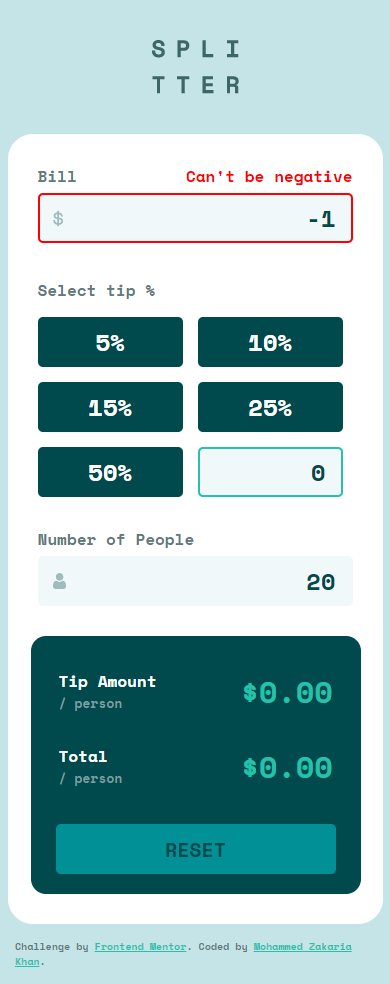 SPLI
TTER
Bill Can't be negative
$ -1
Select tip %
5% 10%
15% 25%
50% 0
Number of People
20
Tip Amount
/ person
$0.00
Total
/ person
$0.00
RESET
Challenge by Frontend Mentor. Coded by Mohammed Zakaria
Khan.